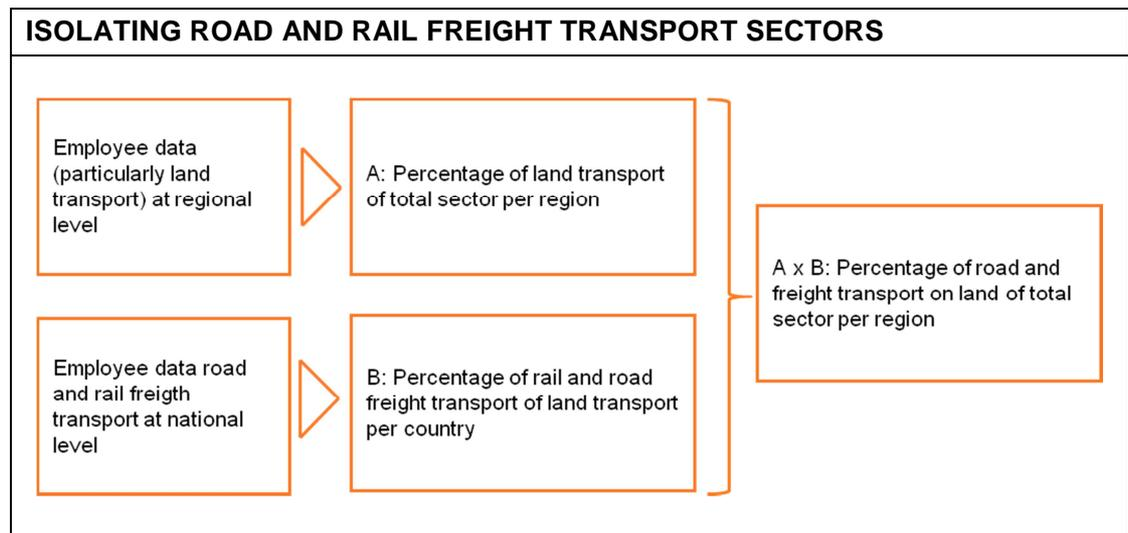 ISOLATING ROAD AND RAIL FREIGHT TRANSPORT SECTORS
Employee data
(particularly land
transport) at regional
level
A: Percentage of land transport
of total sector per region
Employee data road
and rail freigth
transport at national
level
B: Percentage of rail and road
freight transport of land transport
per country
A x B: Percentage of road and
freight transport on land of total
sector per region